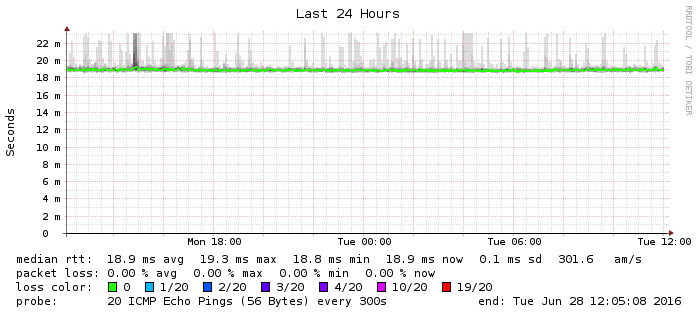 Last 24 Hours
RRDTOOL / TOBI OETIKER
Seconds
22 m
20 m
18 m
16 m
14 m
12 m
10 m
8 m
6 m
4 m
2 m
0
Mon 18:00 Tue 00:00 Tue 06:00 Tue 12:00
median rtt: 18.9 ms avg 19.3 ms max 18.8 ms min 18.9 ms now 0.1 ms sd 301.6 am/s
packet loss: 0.00 % avg 0.00 % max 0.00 % min 0.00 % now
loss color: 0 1/20 2/20 3/20 4/20 10/20 19/20
probe: 20 ICMP Echo Pings (56 Bytes) every 300s end: Tue Jun 28 12:05:08 2016